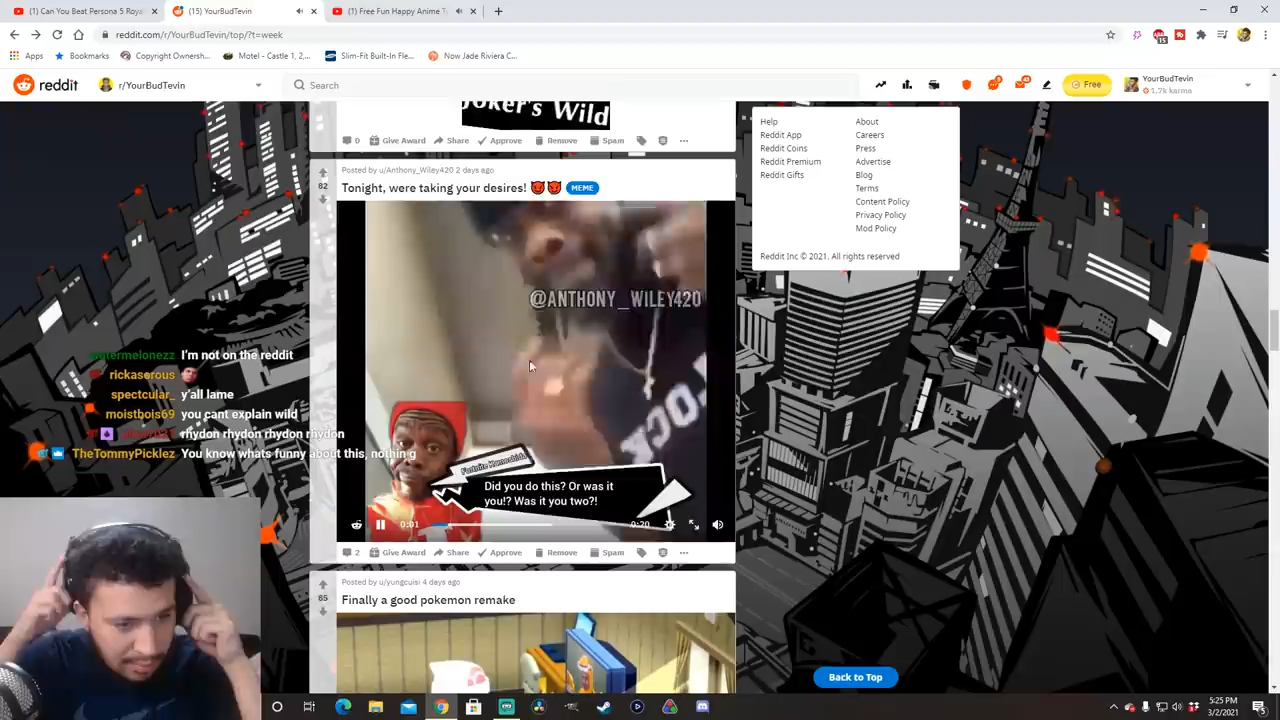 (1) Can You Beat Persona 5 Roya
(15) YourBudTevin
(1) Free Fun Happy Anime T
reddit.com/r/YourBudTevin/top/?t=week
Apps
Bookmarks
Copyright Ownersh...
Motel - Castle 1, 2,...
Slim-Fit Built-In Fle...
Now Jade Riviera C...
reddit
r/YourBudTevin
Search
Free
YourBudTevin
1.7k karma
Joker's Wild
0 Give Award Share Approve Remove Spam
Posted by u/Anthony_Wiley420 2 days ago
82
Tonight, were taking your desires! 😈😈 MEME
@ANTHONY_WILEY420
Did you do this? Or was it
you!? Was it you two?!
0:01
0:20
2 Give Award Share Approve Remove Spam
Posted by u/yungcuisi 4 days ago
85
Finally a good pokemon remake
Help
About
Reddit App
Careers
Reddit Coins
Press
Reddit Premium
Advertise
Reddit Gifts
Blog
Terms
Content Policy
Privacy Policy
Mod Policy
Reddit Inc © 2021. All rights reserved
Back to Top
watermelonezz I'm not on the reddit
rickasorous
spectcular_ y'all lame
moistbois69 you cant explain wild
rhydon rhydon rhydon rhydon
TheTommyPicklez You know whats funny about this, nothing
5:25 PM
3/2/2021